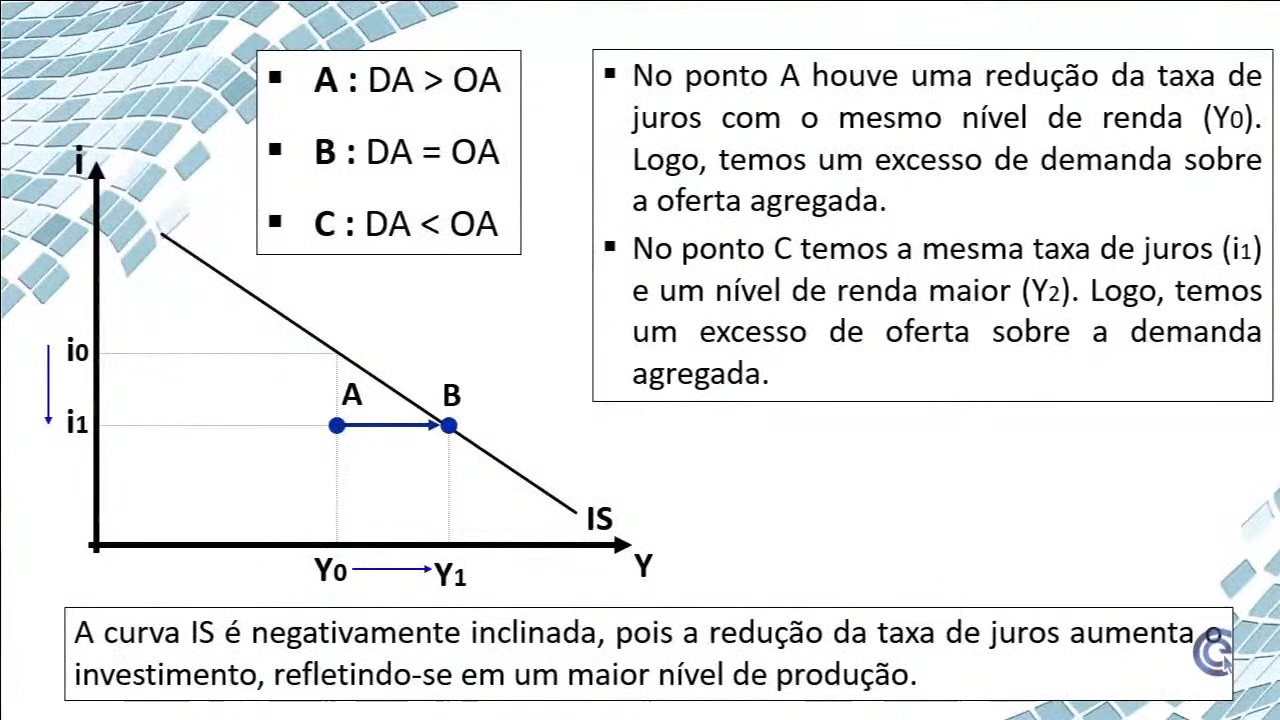 ▪ A : DA > OA
▪ B : DA = OA
▪ C : DA < OA
▪ No ponto A houve uma redução da taxa de
juros com o mesmo nível de renda (Y0).
Logo, temos um excesso de demanda sobre
a oferta agregada.
▪ No ponto C temos a mesma taxa de juros (i1)
e um nível de renda maior (Y2). Logo, temos
um excesso de oferta sobre a demanda
agregada.
i
i0
A B
i1
IS
Y0 Y1 Y
A curva IS é negativamente inclinada, pois a redução da taxa de juros aumenta o
investimento, refletindo-se em um maior nível de produção.